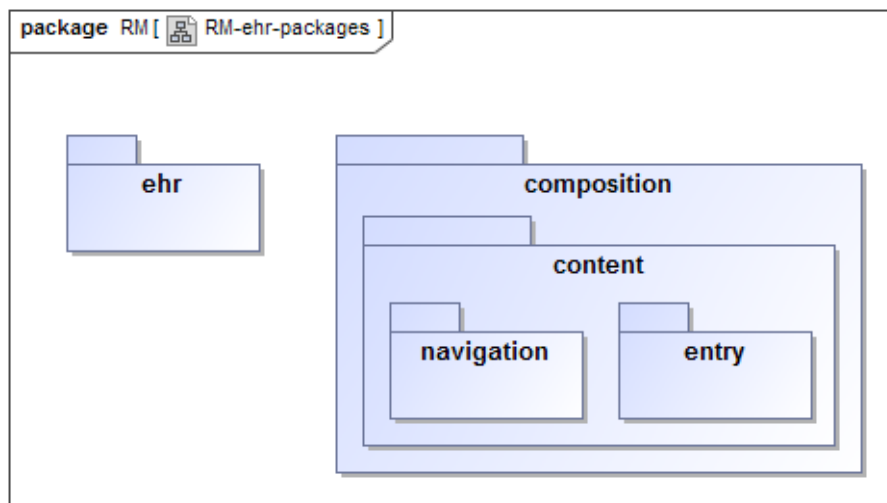 package RM [ RM-ehr-packages ]
ehr
composition
content
navigation
entry